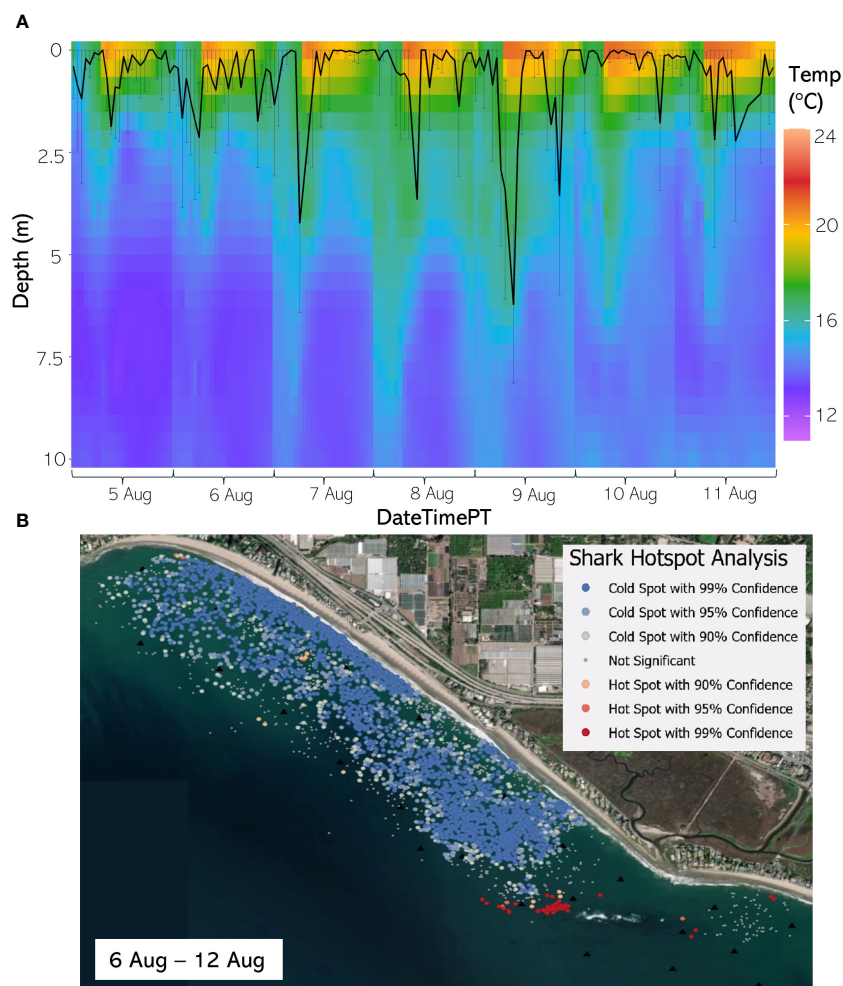 A
Depth (m)
0
2.5
5
7.5
10
5 Aug
6 Aug
7 Aug
8 Aug
9 Aug
10 Aug
11 Aug
DateTimePT
Temp
(°C)
24
20
16
12
B
Shark Hotspot Analysis
Cold Spot with 99% Confidence
Cold Spot with 95% Confidence
Cold Spot with 90% Confidence
Not Significant
Hot Spot with 90% Confidence
Hot Spot with 95% Confidence
Hot Spot with 99% Confidence
6 Aug – 12 Aug